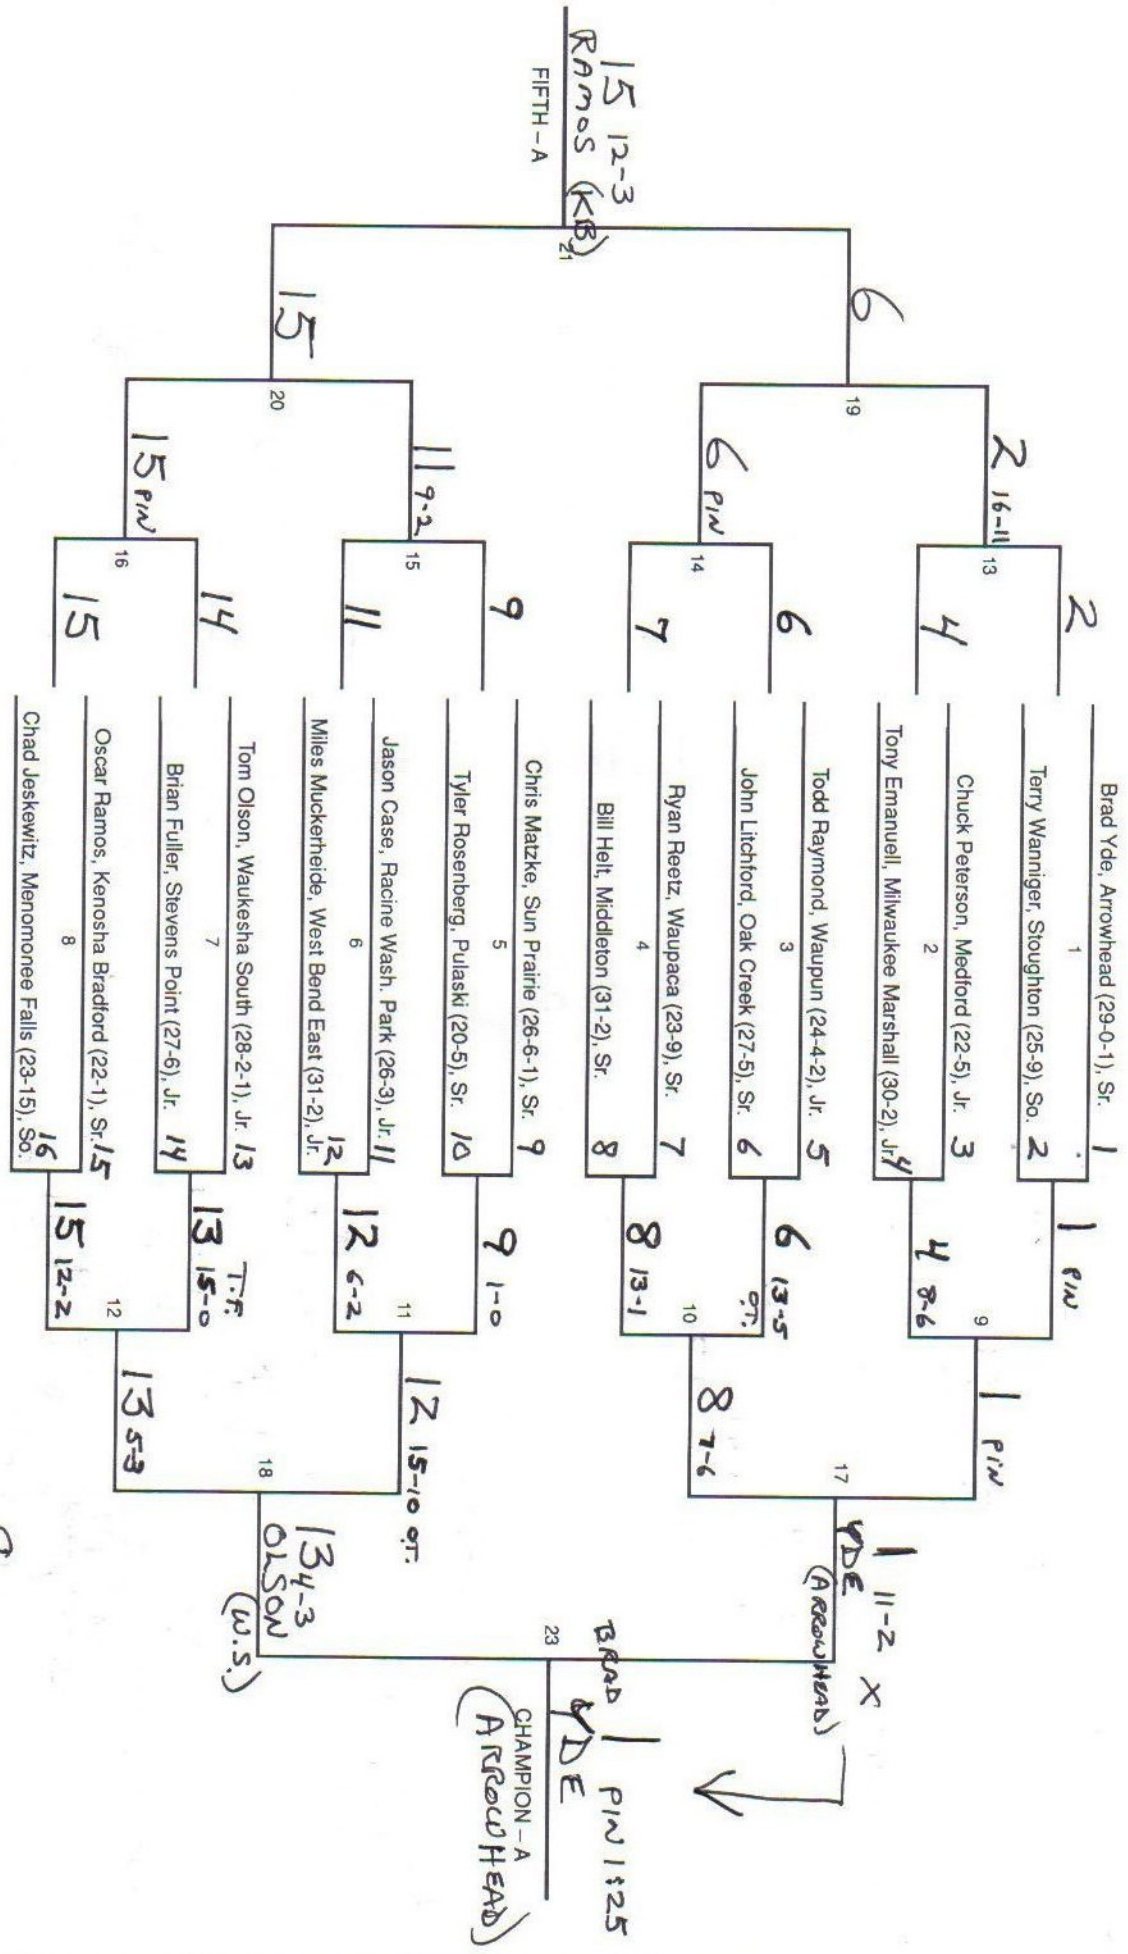 Brad Yde, Arrowhead (29-0-1), Sr. 1
1
Terry Wanniger, Stoughton (25-9), So. 2
Chuck Peterson, Medford (22-5), Jr. 3
2
Tony Emanuell, Milwaukee Marshall (30-2), Jr. 4
Todd Raymond, Waupun (24-4-2), Jr. 5
3
John Litchford, Oak Creek (27-5), Sr. 6
Ryan Reetz, Waupaca (23-9), Sr. 7
4
Bill Helt, Middleton (31-2), Sr. 8
Chris Matzke, Sun Prairie (26-6-1), Sr. 9
5
Tyler Rosenberg, Pulaski (20-5), Sr. 10
Jason Case, Racine Wash. Park (26-3), Jr. 11
6
Miles Muckerheide, West Bend East (31-2), Jr. 12
Tom Olson, Waukesha South (28-2-1), Jr. 13
7
Brian Fuller, Stevens Point (27-6), Jr. 14
Oscar Ramos, Kenosha Bradford (22-1), Sr. 15
8
Chad Jeskewitz, Menomonee Falls (23-15), So. 16
1 PIN
9
4 8-6
6 13-5
O.T.
10
8 13-1
9 1-0
11
12 6-2
T.F.
13 15-0
12
15 12-2
1 PIN
17
8 7-6
12 15-10 O.T.
18
13 5-3
1 11-2 X
YDE
(ARROWHEAD)
13 4-3
OLSON
(W.S.)
23
BRAD 1 PIN 1:25
YDE
CHAMPION - A
(ARROWHEAD)
2
13
4
6
14
7
9
15
11
14
16
15
2 16-11
19
6 PIN
11 9-2
20
15 PIN
6
21
15
15 12-3
RAMOS (KB)
FIFTH - A